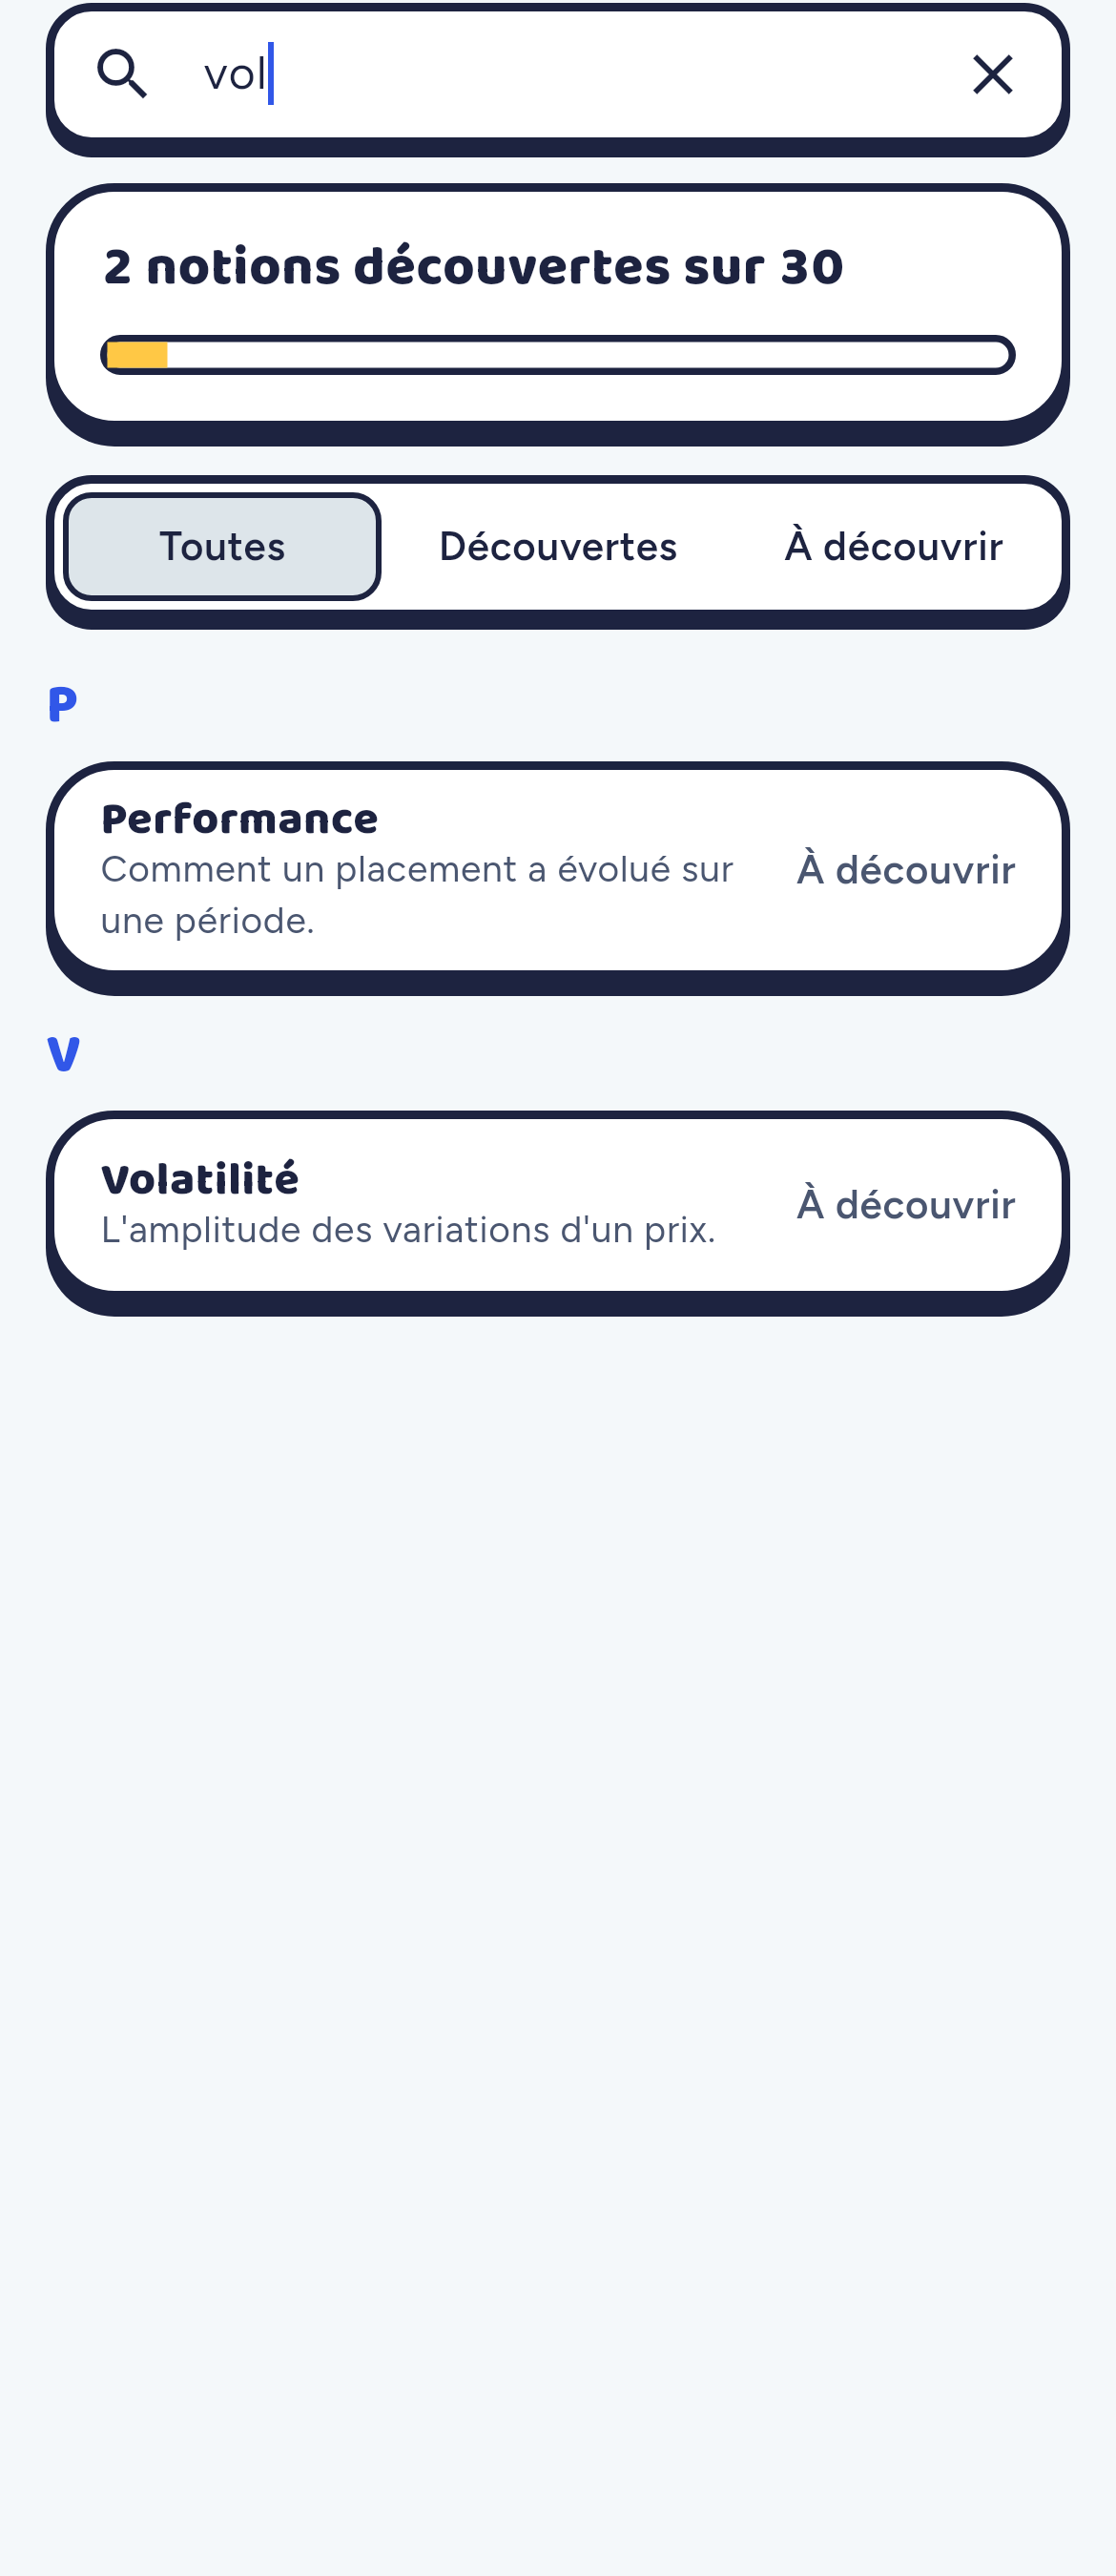 vol
2 notions découvertes sur 30
Toutes
Découvertes
À découvrir
P
Performance
Comment un placement a évolué sur
une période.
À découvrir
V
Volatilité
L'amplitude des variations d'un prix.
À découvrir